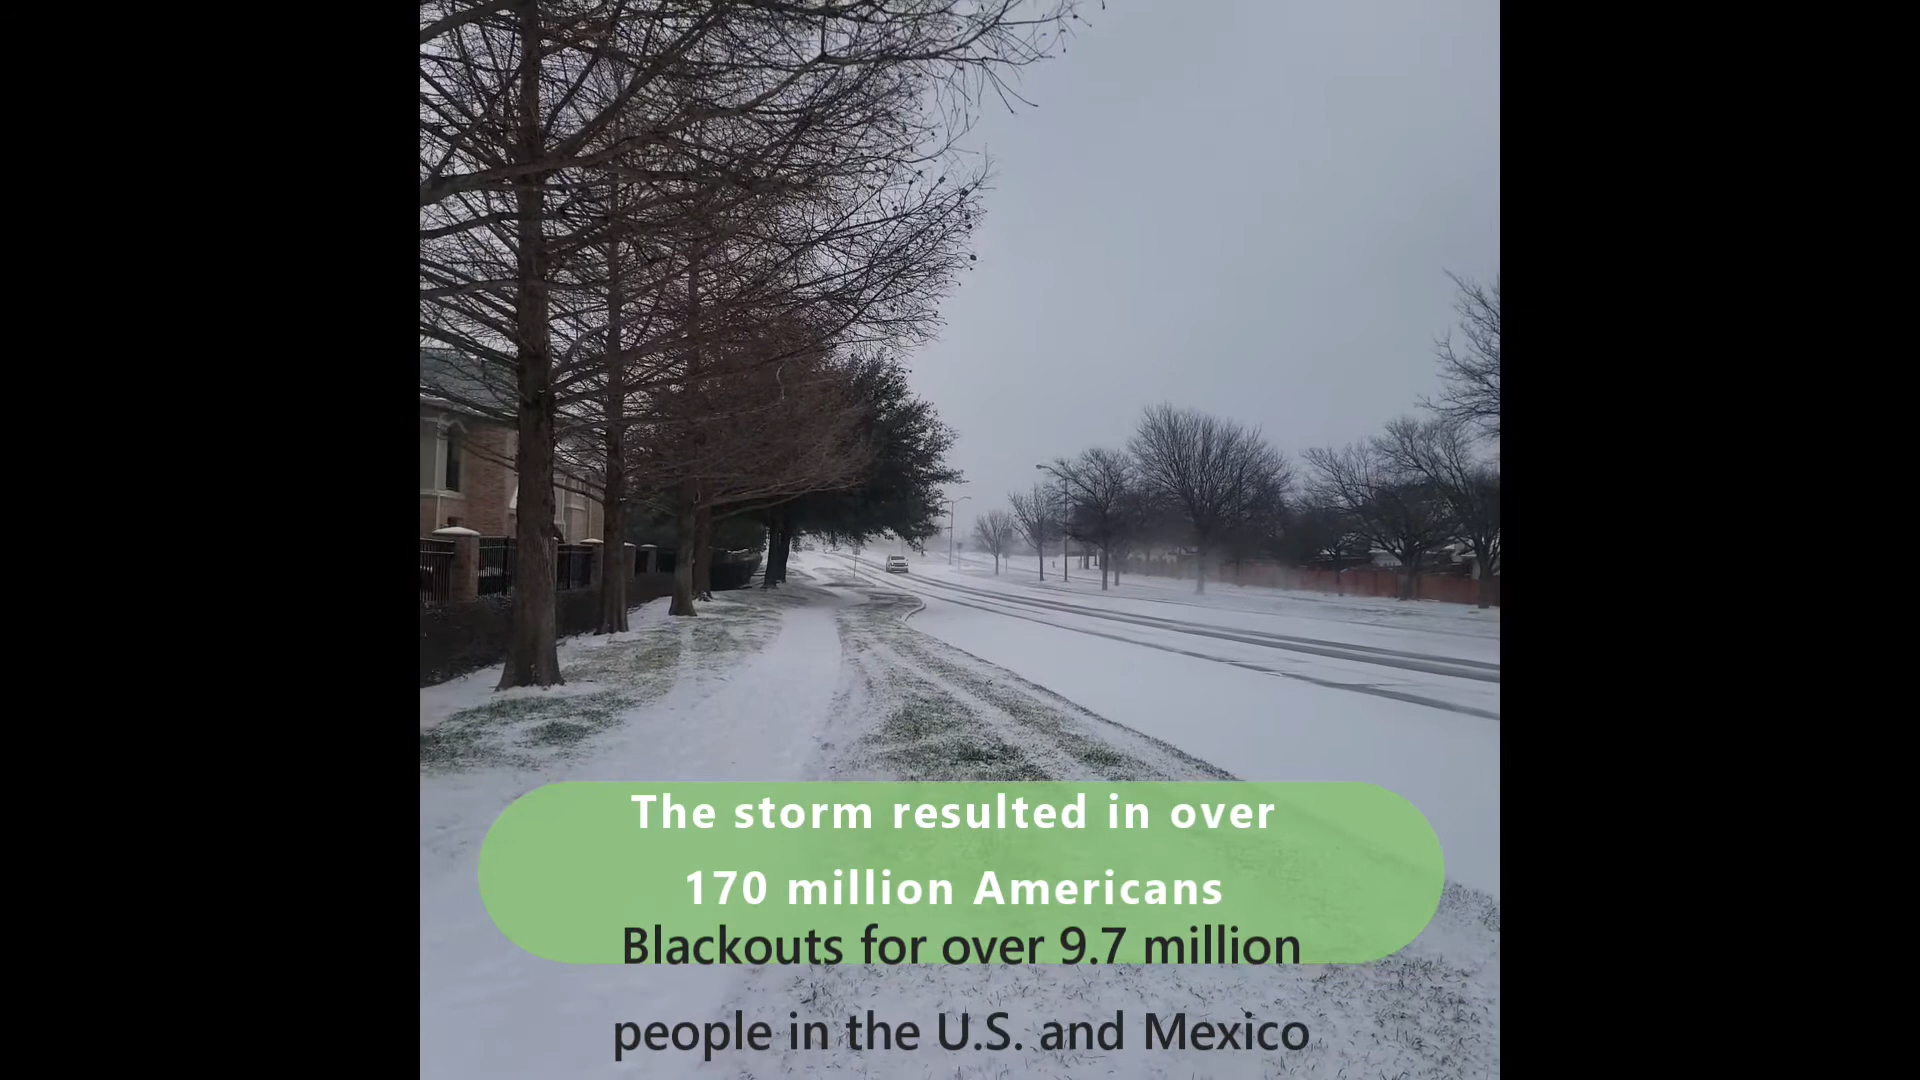 The storm resulted in over
170 million Americans
Blackouts for over 9.7 million
people in the U.S. and Mexico